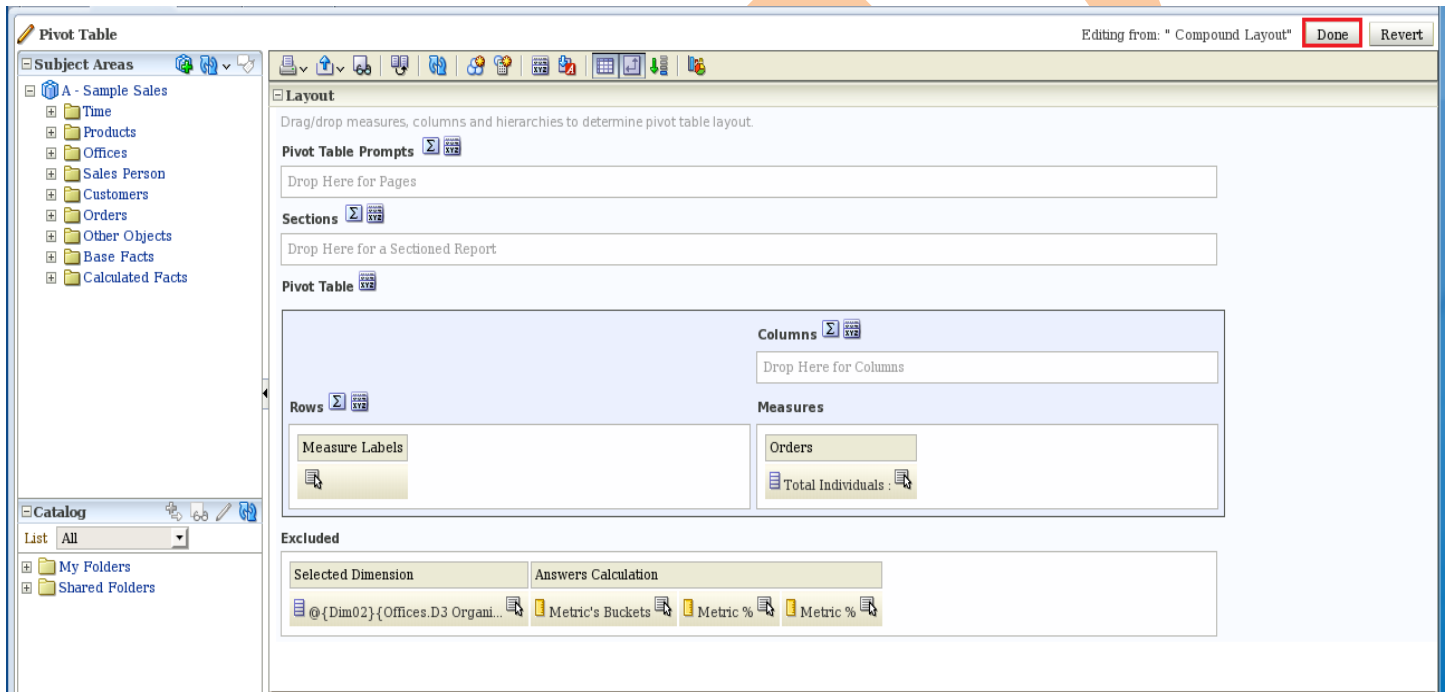 Pivot Table
Editing from: " Compound Layout"
Done
Revert
Subject Areas
A - Sample Sales
Time
Products
Offices
Sales Person
Customers
Orders
Other Objects
Base Facts
Calculated Facts
Catalog
List All
My Folders
Shared Folders
Layout
Drag/drop measures, columns and hierarchies to determine pivot table layout.
Pivot Table Prompts
Drop Here for Pages
Sections
Drop Here for a Sectioned Report
Pivot Table
Columns
Drop Here for Columns
Rows
Measures
Measure Labels
Orders
Total Individuals :
Excluded
Selected Dimension
Answers Calculation
@{Dim02}{Offices.D3 Organi...
Metric's Buckets
Metric %
Metric %